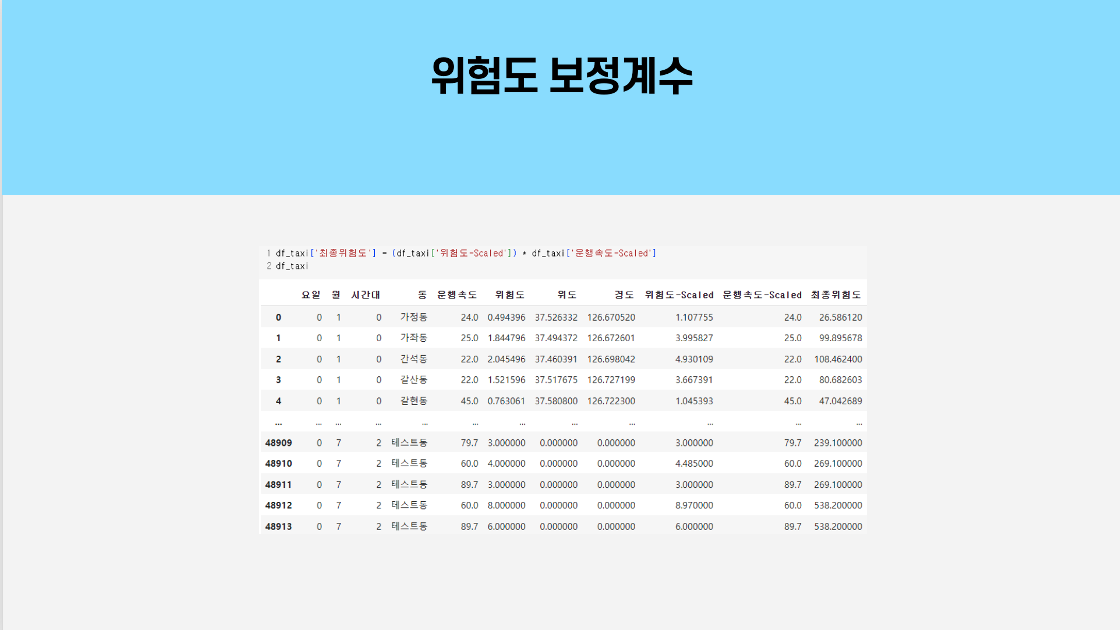 위험도 보정계수
1 df_taxi['최종위험도'] = (df_taxi['위험도-Scaled']) * df_taxi['운행속도-Scaled']
2 df_taxi
요일 월 시간대 동 운행속도 위험도 위도 경도 위험도-Scaled 운행속도-Scaled 최종위험도
0 0 1 0 가정동 24.0 0.494396 37.526332 126.670520 1.107755 24.0 26.586120
1 0 1 0 가좌동 25.0 1.844796 37.494372 126.672601 3.995827 25.0 99.895678
2 0 1 0 간석동 22.0 2.045496 37.460391 126.698042 4.930109 22.0 108.462400
3 0 1 0 갈산동 22.0 1.521596 37.517675 126.727199 3.667391 22.0 80.682603
4 0 1 0 갈현동 45.0 0.763061 37.580800 126.722300 1.045393 45.0 47.042689
... ... ... ... ... ... ... ... ... ... ... ...
48909 0 7 2 테스트동 79.7 3.000000 0.000000 0.000000 3.000000 79.7 239.100000
48910 0 7 2 테스트동 60.0 4.000000 0.000000 0.000000 4.485000 60.0 269.100000
48911 0 7 2 테스트동 89.7 3.000000 0.000000 0.000000 3.000000 89.7 269.100000
48912 0 7 2 테스트동 60.0 8.000000 0.000000 0.000000 8.970000 60.0 538.200000
48913 0 7 2 테스트동 89.7 6.000000 0.000000 0.000000 6.000000 89.7 538.200000